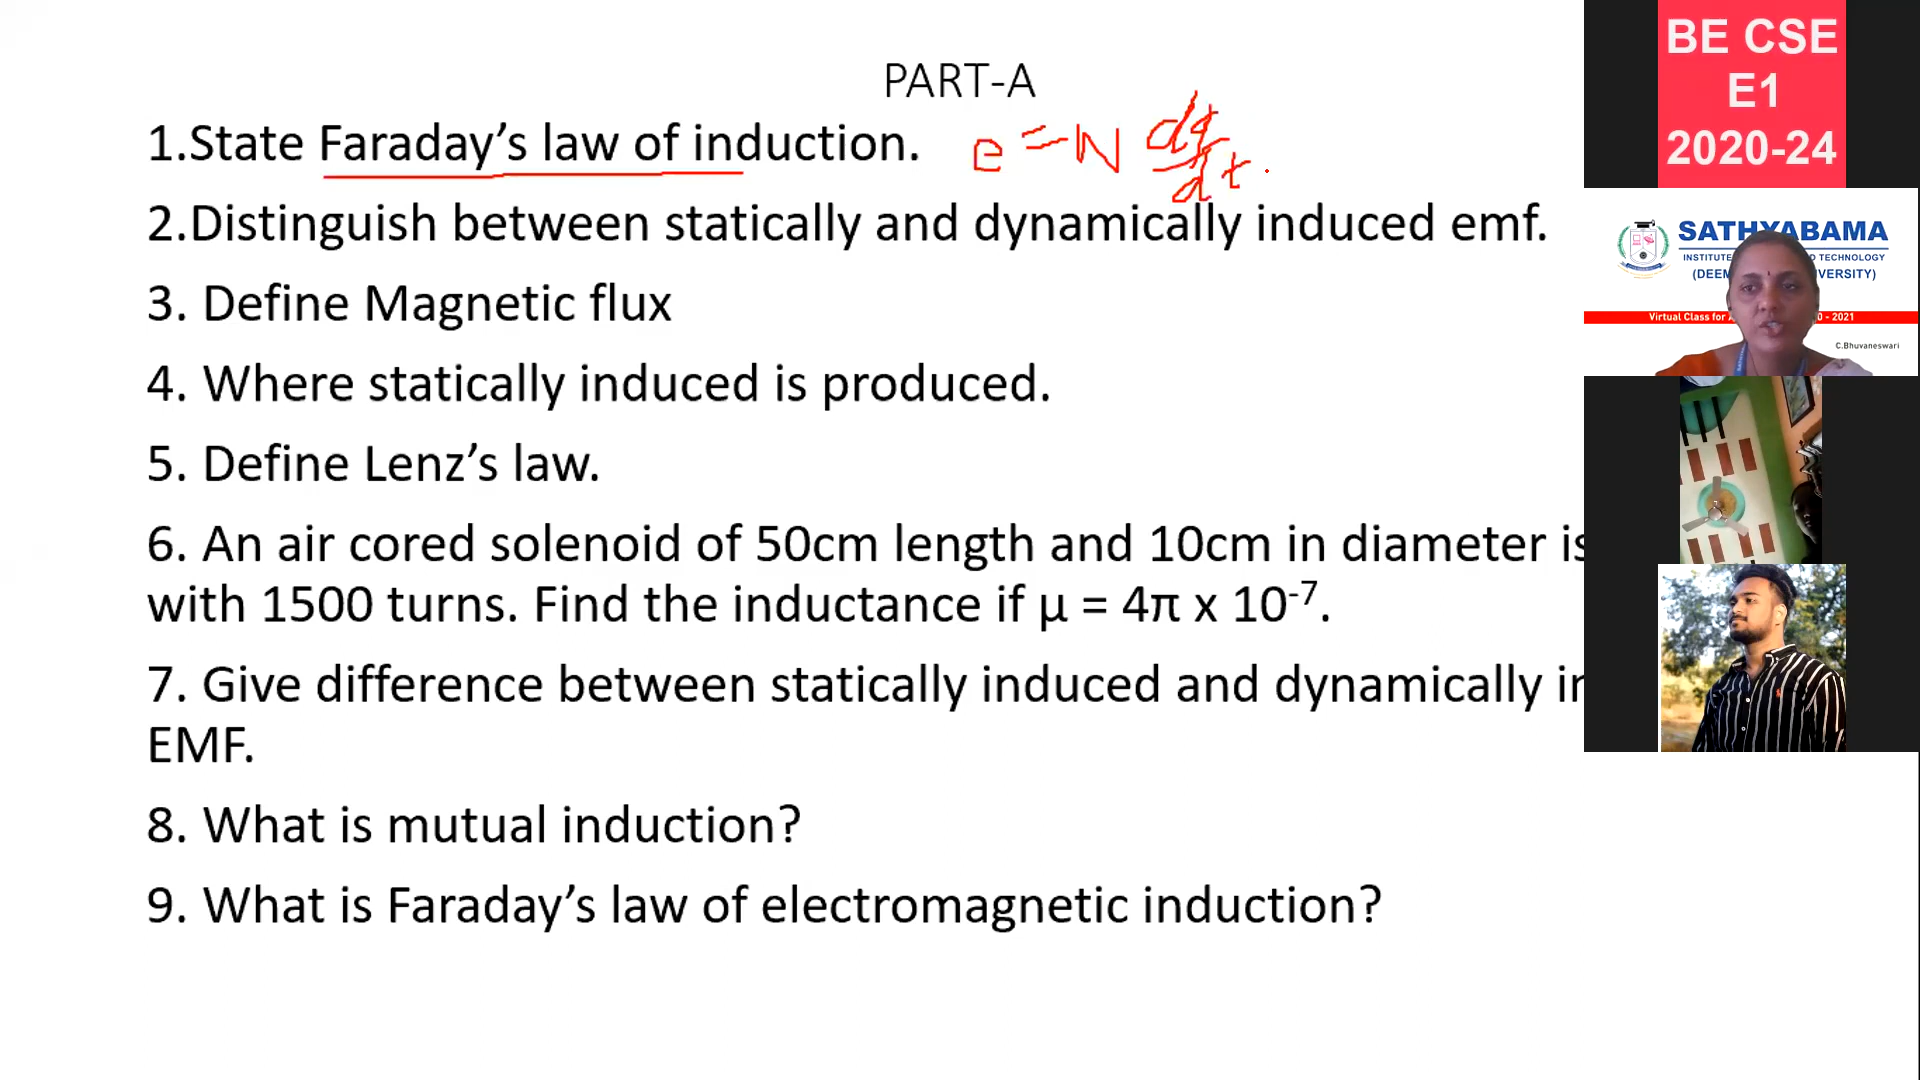 PART-A
1.State Faraday’s law of induction. e = N dφ/dt.
2.Distinguish between statically and dynamically induced emf.
3. Define Magnetic flux
4. Where statically induced is produced.
5. Define Lenz’s law.
6. An air cored solenoid of 50cm length and 10cm in diameter is
with 1500 turns. Find the inductance if μ = 4π x 10⁻⁷.
7. Give difference between statically induced and dynamically in
EMF.
8. What is mutual induction?
9. What is Faraday’s law of electromagnetic induction?
BE CSE
E1
2020-24
SATHYABAMA
INSTITUTE TECHNOLOGY
(DEEM VERSITY)
Virtual Class for - 2021
C.Bhuvaneswari